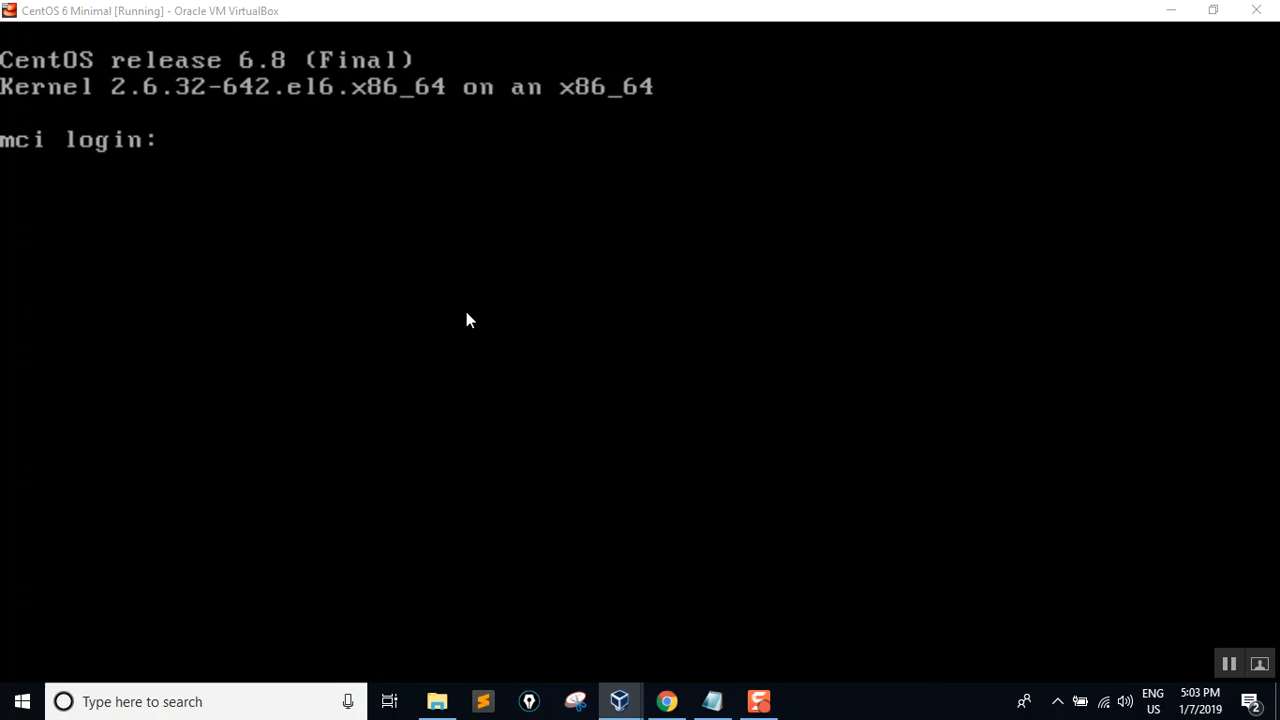 CentOS 6 Minimal [Running] - Oracle VM VirtualBox
CentOS release 6.8 (Final)
Kernel 2.6.32-642.el6.x86_64 on an x86_64
mci login:
Type here to search
ENG
US
5:03 PM
1/7/2019
2